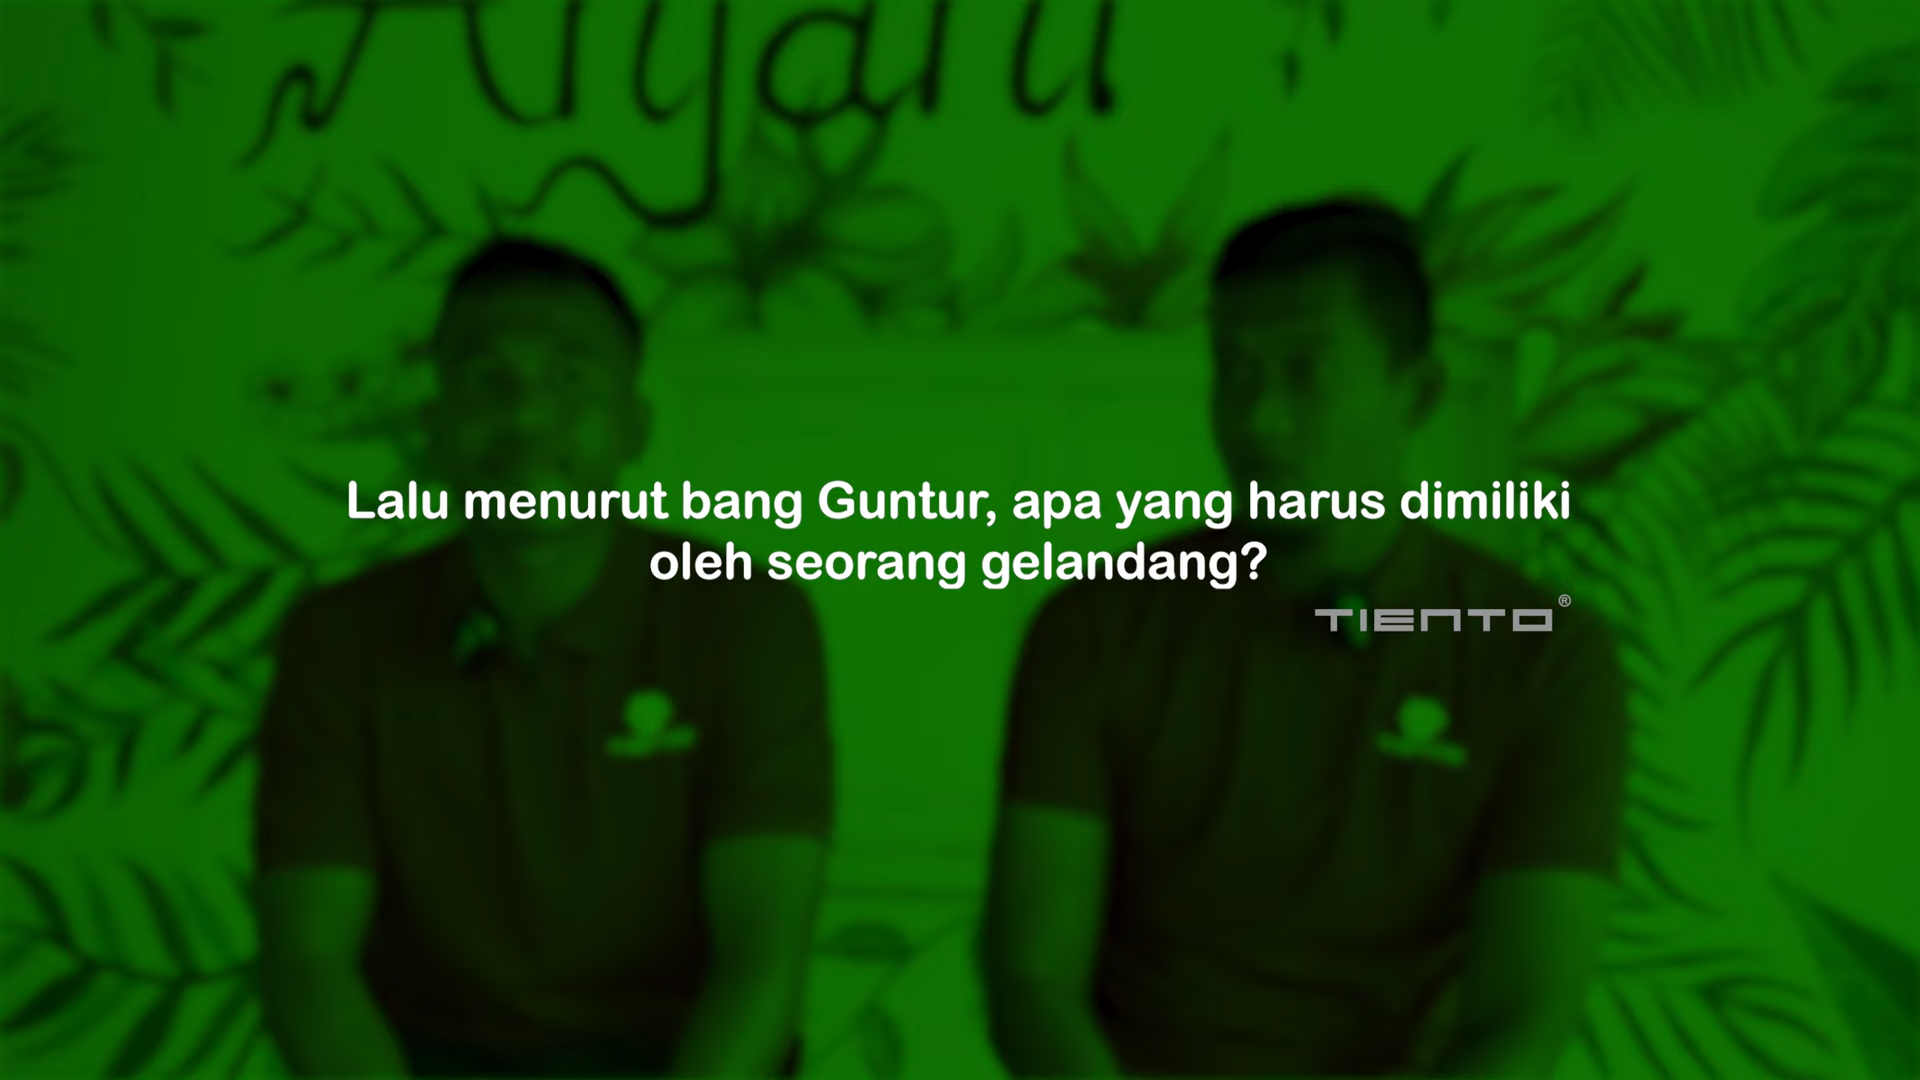 Lalu menurut bang Guntur, apa yang harus dimiliki
oleh seorang gelandang?
TIENTO®